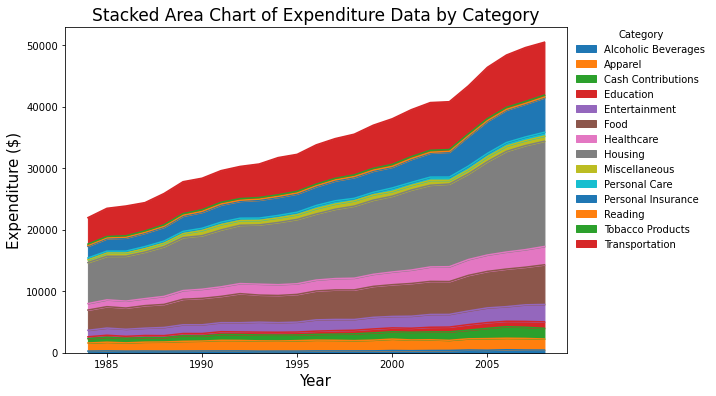 Stacked Area Chart of Expenditure Data by Category
Expenditure ($)
50000
40000
30000
20000
10000
0
1985 1990 1995 2000 2005
Year
Category
Alcoholic Beverages
Apparel
Cash Contributions
Education
Entertainment
Food
Healthcare
Housing
Miscellaneous
Personal Care
Personal Insurance
Reading
Tobacco Products
Transportation